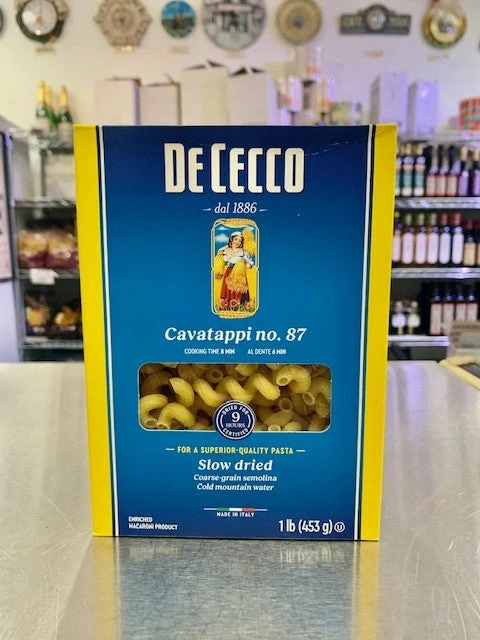 DE CECCO
dal 1886
Cavatappi no. 87
COOKING TIME 8 MIN AL DENTE 6 MIN
DRIED FOR
9
HOURS
CERTIFIED
FOR A SUPERIOR-QUALITY PASTA
Slow dried
Coarse-grain semolina
Cold mountain water
MADE IN ITALY
ENRICHED
MACARONI PRODUCT
1 lb (453 g) U